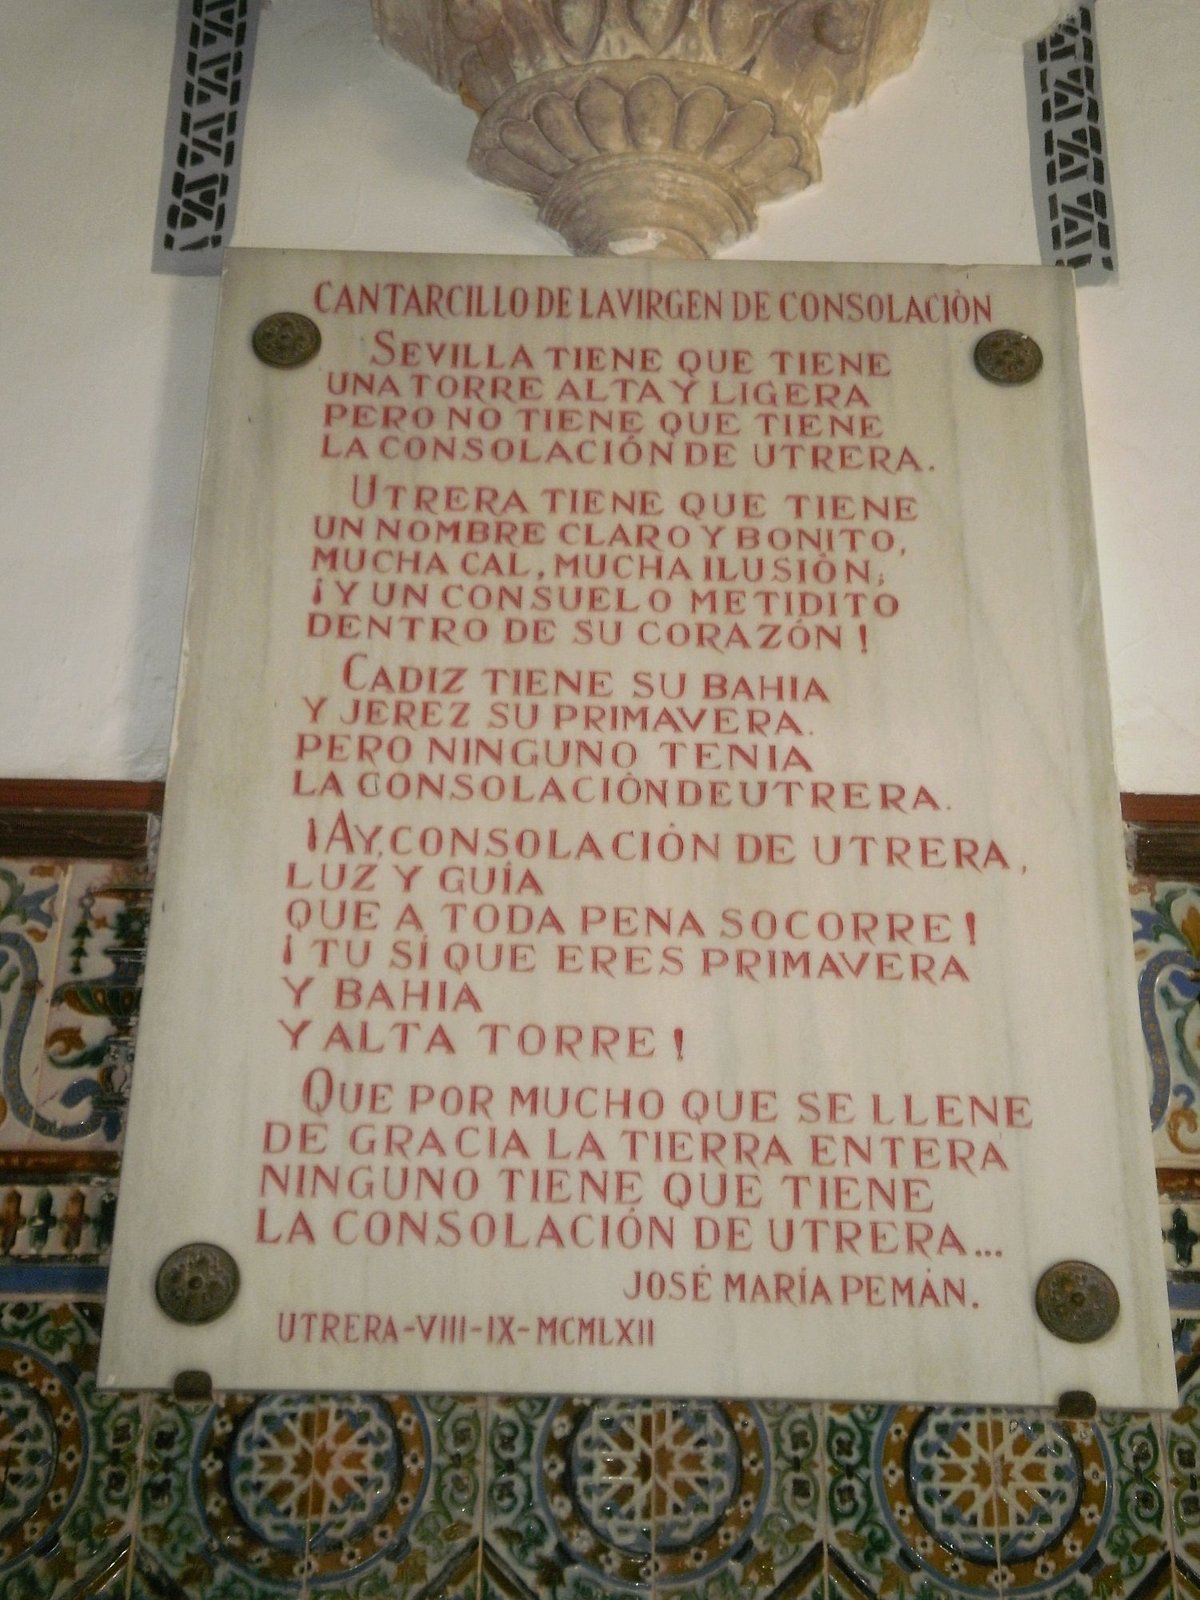 CANTARCILLO DE LA VIRGEN DE CONSOLACIÓN
SEVILLA TIENE QUE TIENE
UNA TORRE ALTA Y LIGERA
PERO NO TIENE QUE TIENE
LA CONSOLACIÓN DE UTRERA.
UTRERA TIENE QUE TIENE
UN NOMBRE CLARO Y BONITO,
MUCHA CAL, MUCHA ILUSIÓN,
¡Y UN CONSUELO METIDITO
DENTRO DE SU CORAZÓN!
CADIZ TIENE SU BAHIA
Y JEREZ SU PRIMAVERA.
PERO NINGUNO TENIA
LA CONSOLACIÓN DE UTRERA.
¡AY, CONSOLACIÓN DE UTRERA,
LUZ Y GUÍA
QUE A TODA PENA SOCORRE!
¡TU SÍ QUE ERES PRIMAVERA
Y BAHIA
Y ALTA TORRE!
QUE POR MUCHO QUE SE LLENE
DE GRACIA LA TIERRA ENTERA
NINGUNO TIENE QUE TIENE
LA CONSOLACIÓN DE UTRERA...
JOSÉ MARÍA PEMÁN.
UTRERA-VIII-IX-MCMLXII